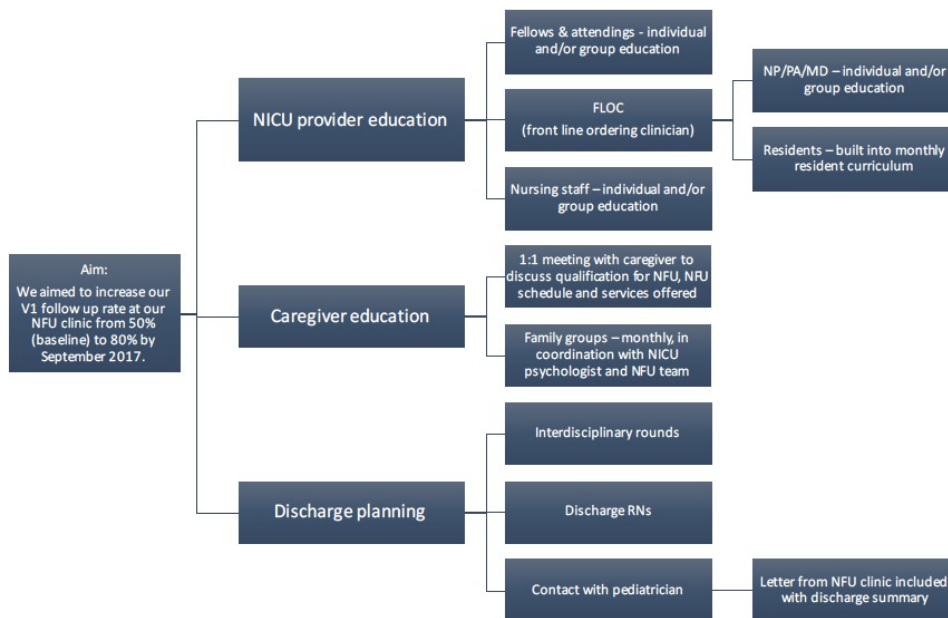 Fellows & attendings - individual
and/or group education
NP/PA/MD – individual and/or
group education
NICU provider education
FLOC
(front line ordering clinician)
Residents – built into monthly
resident curriculum
Nursing staff – individual and/or
group education
Aim:
We aimed to increase our
V1 follow up rate at our
NFU clinic from 50%
(baseline) to 80% by
September 2017.
1:1 meeting with caregiver to
discuss qualification for NFU, NFU
schedule and services offered
Caregiver education
Family groups – monthly, in
coordination with NICU
psychologist and NFU team
Interdisciplinary rounds
Discharge planning
Discharge RNs
Contact with pediatrician
Letter from NFU clinic included
with discharge summary